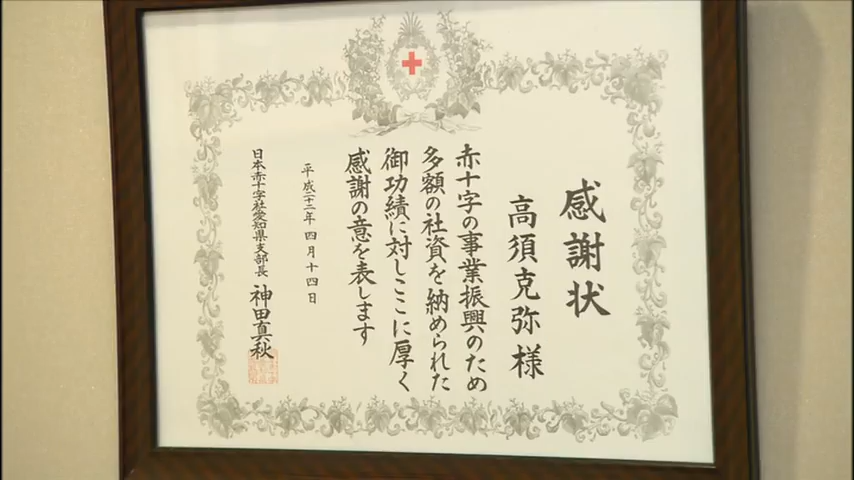 感謝状
高須克弥様
赤十字の事業振興のため
多額の社資を納められた
御功績に対しここに厚く
感謝の意を表します
平成二十二年四月十四日
日本赤十字社愛知県支部長 神田真秋